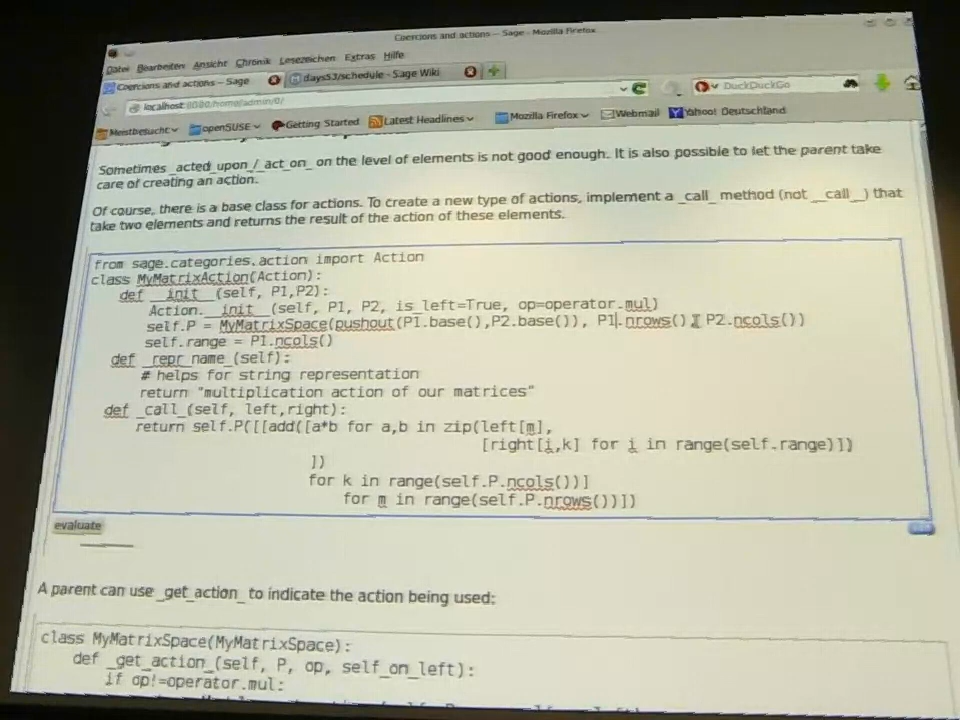 Coercions and actions - Sage - Mozilla Firefox
Datei Bearbeiten Ansicht Chronik Lesezeichen Extras Hilfe
Coercions and actions - Sage days53/schedule - Sage Wiki
localhost:8080/home/admin/0/ DuckDuckGo
Meistbesucht openSUSE Getting Started Latest Headlines Mozilla Firefox Webmail Yahoo! Deutschland
Sometimes _acted_upon_/_act_on_ on the level of elements is not good enough. It is also possible to let the parent take
care of creating an action.
Of course, there is a base class for actions. To create a new type of actions, implement a _call_ method (not __call__) that
take two elements and returns the result of the action of these elements.
from sage.categories.action import Action
class MyMatrixAction(Action):
def __init__(self, P1,P2):
Action.__init__(self, P1, P2, is_left=True, op=operator.mul)
self.P = MyMatrixSpace(pushout(P1.base(),P2.base()), P1.nrows(), P2.ncols())
self.range = P1.ncols()
def _repr_name_(self):
# helps for string representation
return "multiplication action of our matrices"
def _call_(self, left,right):
return self.P([[add([a*b for a,b in zip(left[m],
[right[i,k] for i in range(self.range)])
])
for k in range(self.P.ncols())]
for m in range(self.P.nrows())])
evaluate
A parent can use _get_action_ to indicate the action being used:
class MyMatrixSpace(MyMatrixSpace):
def _get_action_(self, P, op, self_on_left):
if op!=operator.mul: